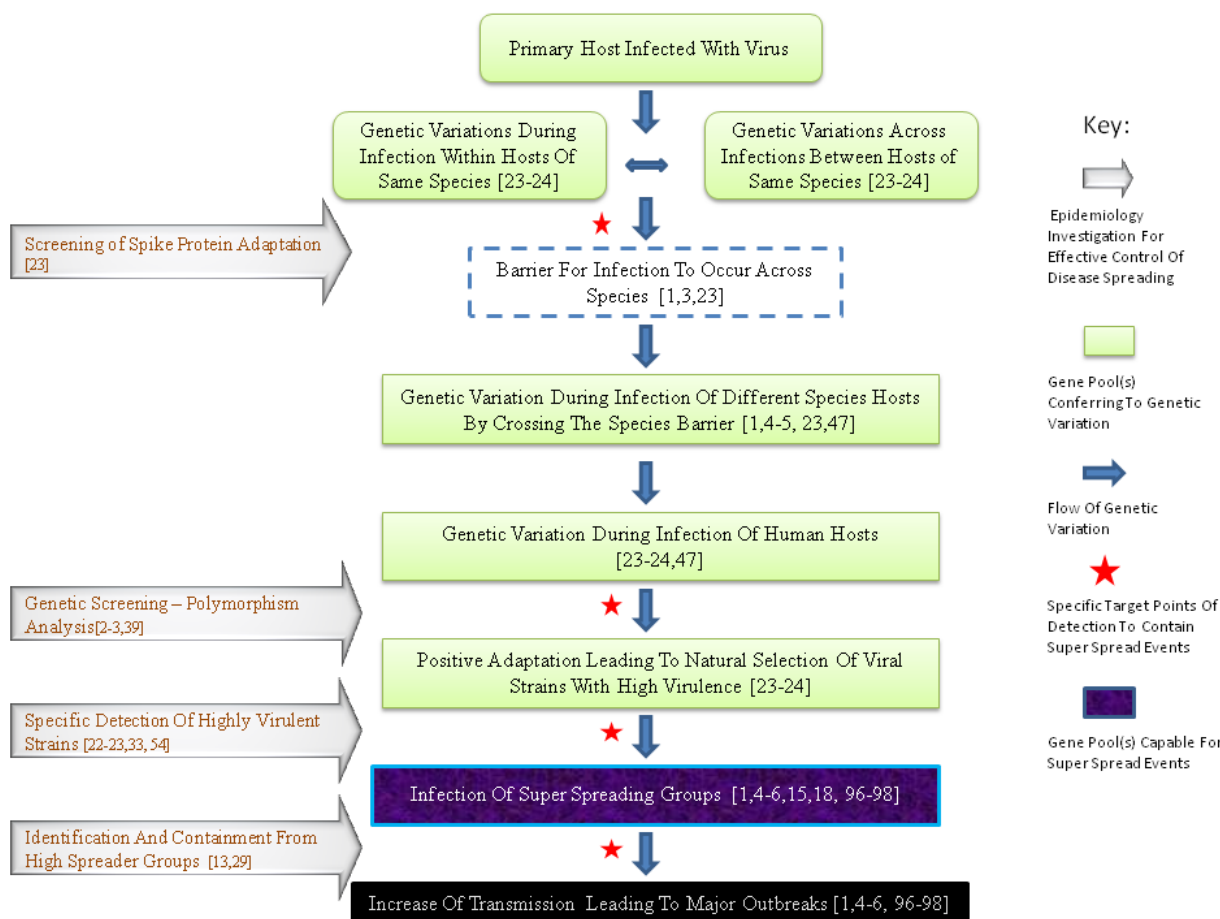 Primary Host Infected With Virus
Genetic Variations During
Infection Within Hosts Of
Same Species [23-24]
Genetic Variations Across
Infections Between Hosts of
Same Species [23-24]
Screening of Spike Protein Adaptation
[23]
Barrier For Infection To Occur Across
Species [1,3,23]
Genetic Variation During Infection Of Different Species Hosts
By Crossing The Species Barrier [1,4-5, 23,47]
Genetic Variation During Infection Of Human Hosts
[23-24,47]
Genetic Screening – Polymorphism
Analysis[2-3,39]
Positive Adaptation Leading To Natural Selection Of Viral
Strains With High Virulence [23-24]
Specific Detection Of Highly Virulent
Strains [22-23,33, 54]
Infection Of Super Spreading Groups [1,4-6,15,18, 96-98]
Identification And Containment From
High Spreader Groups [13,29]
Increase Of Transmission Leading To Major Outbreaks [1,4-6, 96-98]
Key:
Epidemiology
Investigation For
Effective Control Of
Disease Spreading
Gene Pool(s)
Conferring To Genetic
Variation
Flow Of Genetic
Variation
Specific Target Points Of
Detection To Contain
Super Spread Events
Gene Pool(s) Capable For
Super Spread Events